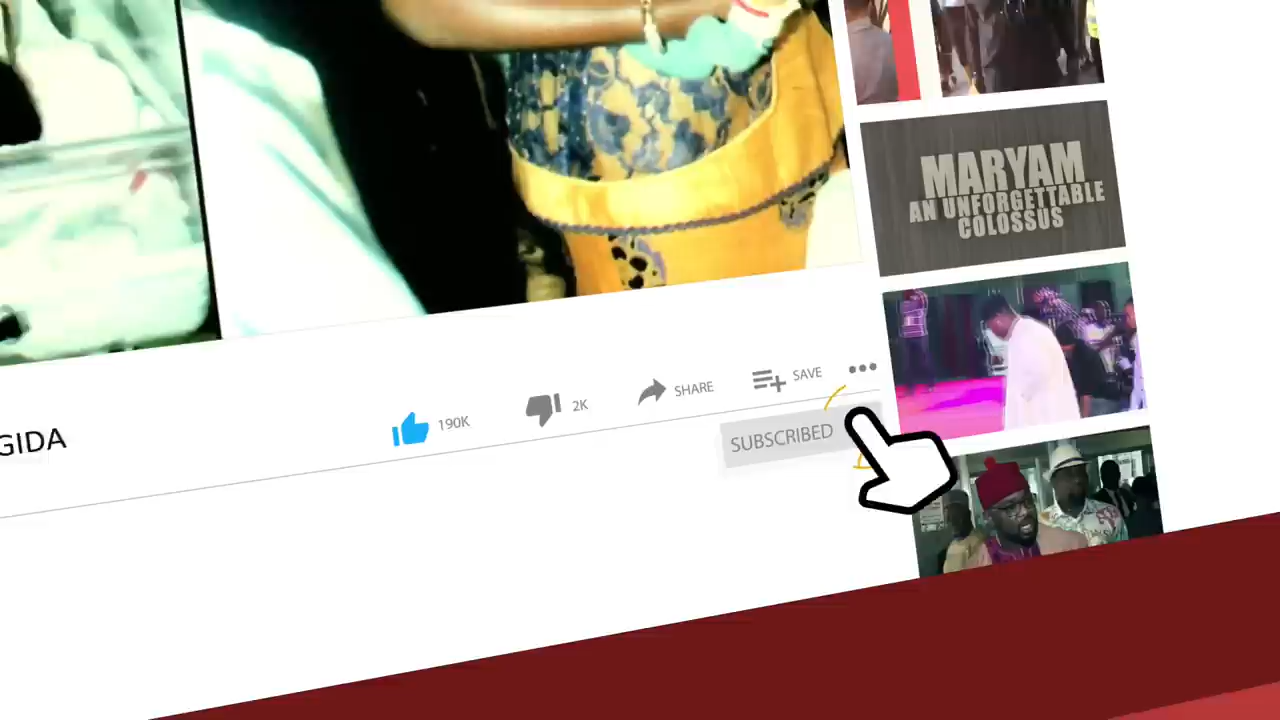 MARYAM
AN UNFORGETTABLE
COLOSSUS
GIDA
190K
2K
SHARE
SAVE
SUBSCRIBED